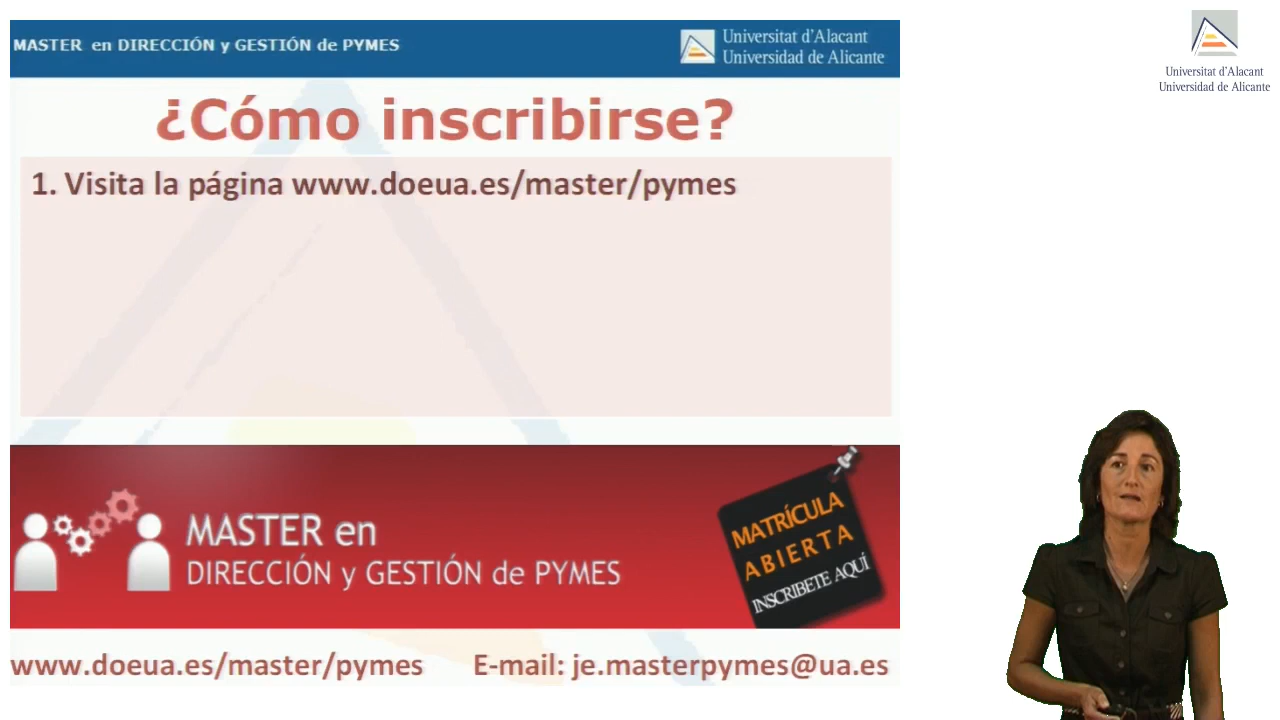 MASTER en DIRECCIÓN y GESTIÓN de PYMES
Universitat d'Alacant
Universidad de Alicante
Universitat d'Alacant
Universidad de Alicante
¿Cómo inscribirse?
1. Visita la página www.doeua.es/master/pymes
MASTER en
DIRECCIÓN y GESTIÓN de PYMES
MATRÍCULA
ABIERTA
INSCRIBETE AQUÍ
www.doeua.es/master/pymes
E-mail: je.masterpymes@ua.es